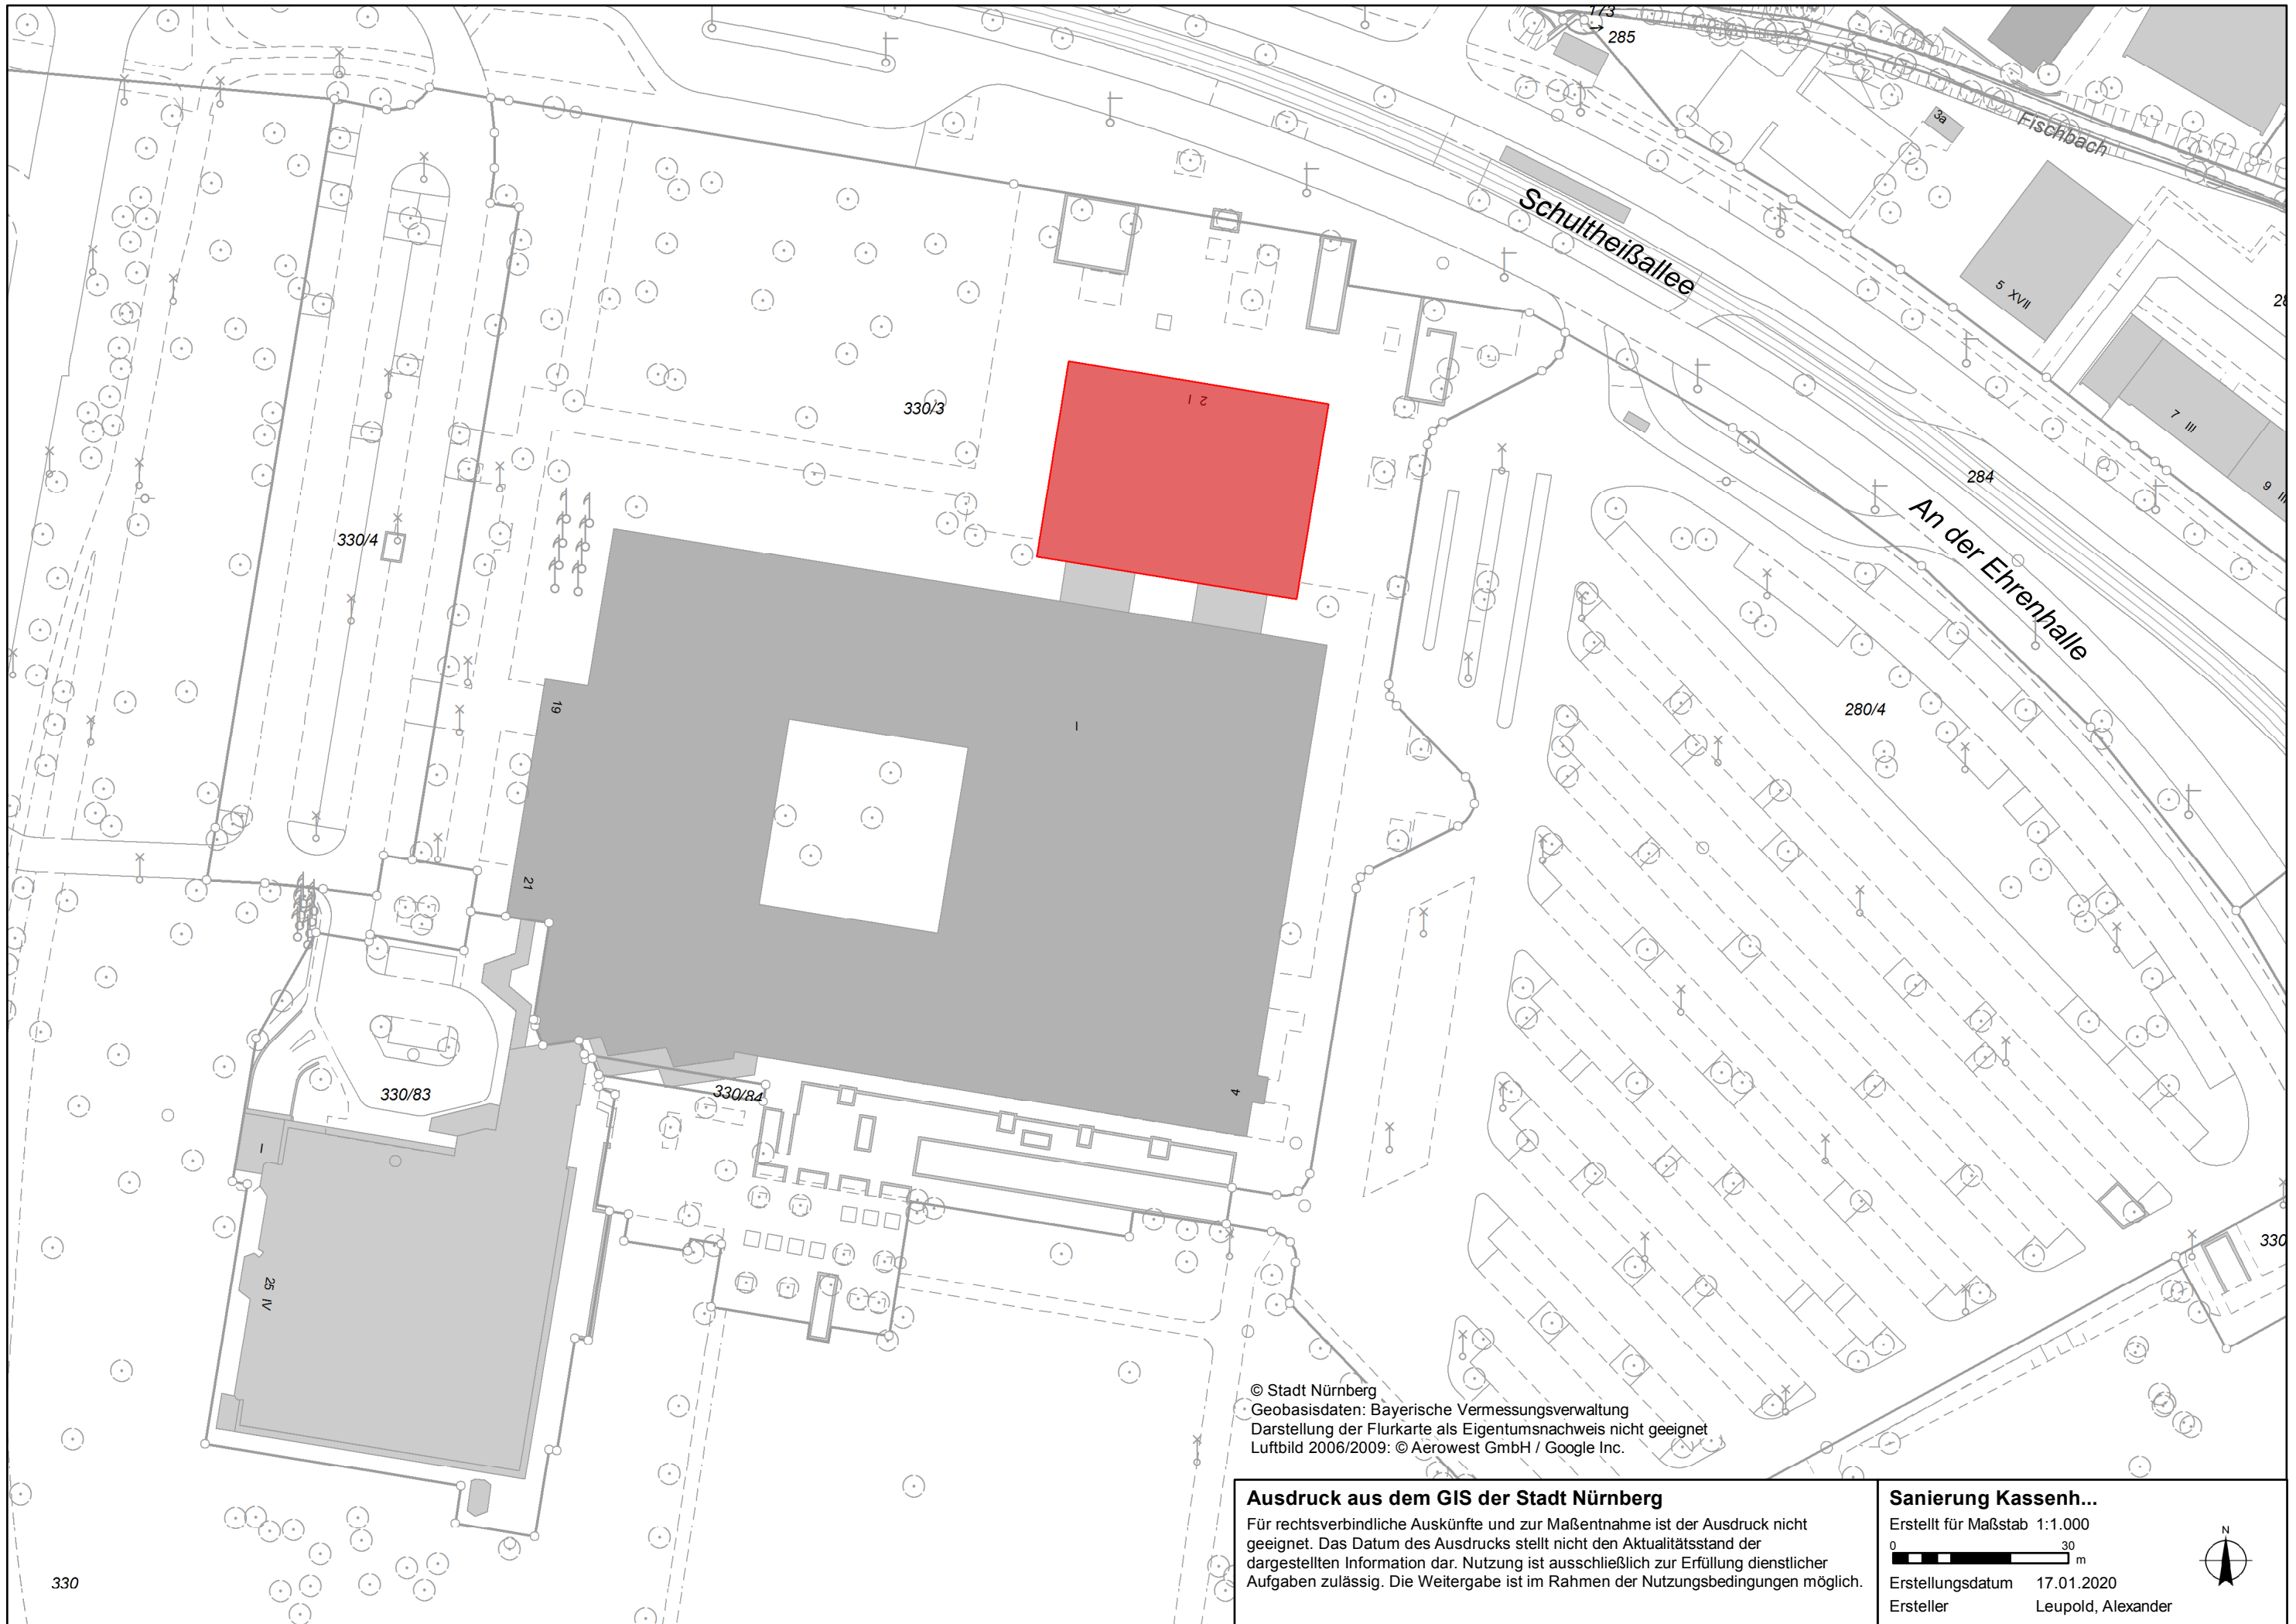 173
285
3a
Fischbach
Schultheißallee
5 XVII
28
330/3
2 I
7 III
284
9 III
330/4
An der Ehrenhalle
280/4
19
I
21
330/83
330/84
4
I
25 IV
330
330
© Stadt Nürnberg
Geobasisdaten: Bayerische Vermessungsverwaltung
Darstellung der Flurkarte als Eigentumsnachweis nicht geeignet
Luftbild 2006/2009: © Aerowest GmbH / Google Inc.
Ausdruck aus dem GIS der Stadt Nürnberg
Für rechtsverbindliche Auskünfte und zur Maßentnahme ist der Ausdruck nicht
geeignet. Das Datum des Ausdrucks stellt nicht den Aktualitätsstand der
dargestellten Information dar. Nutzung ist ausschließlich zur Erfüllung dienstlicher
Aufgaben zulässig. Die Weitergabe ist im Rahmen der Nutzungsbedingungen möglich.
Sanierung Kassenh...
Erstellt für Maßstab 1:1.000
0 30
m
N
Erstellungsdatum 17.01.2020
Ersteller Leupold, Alexander